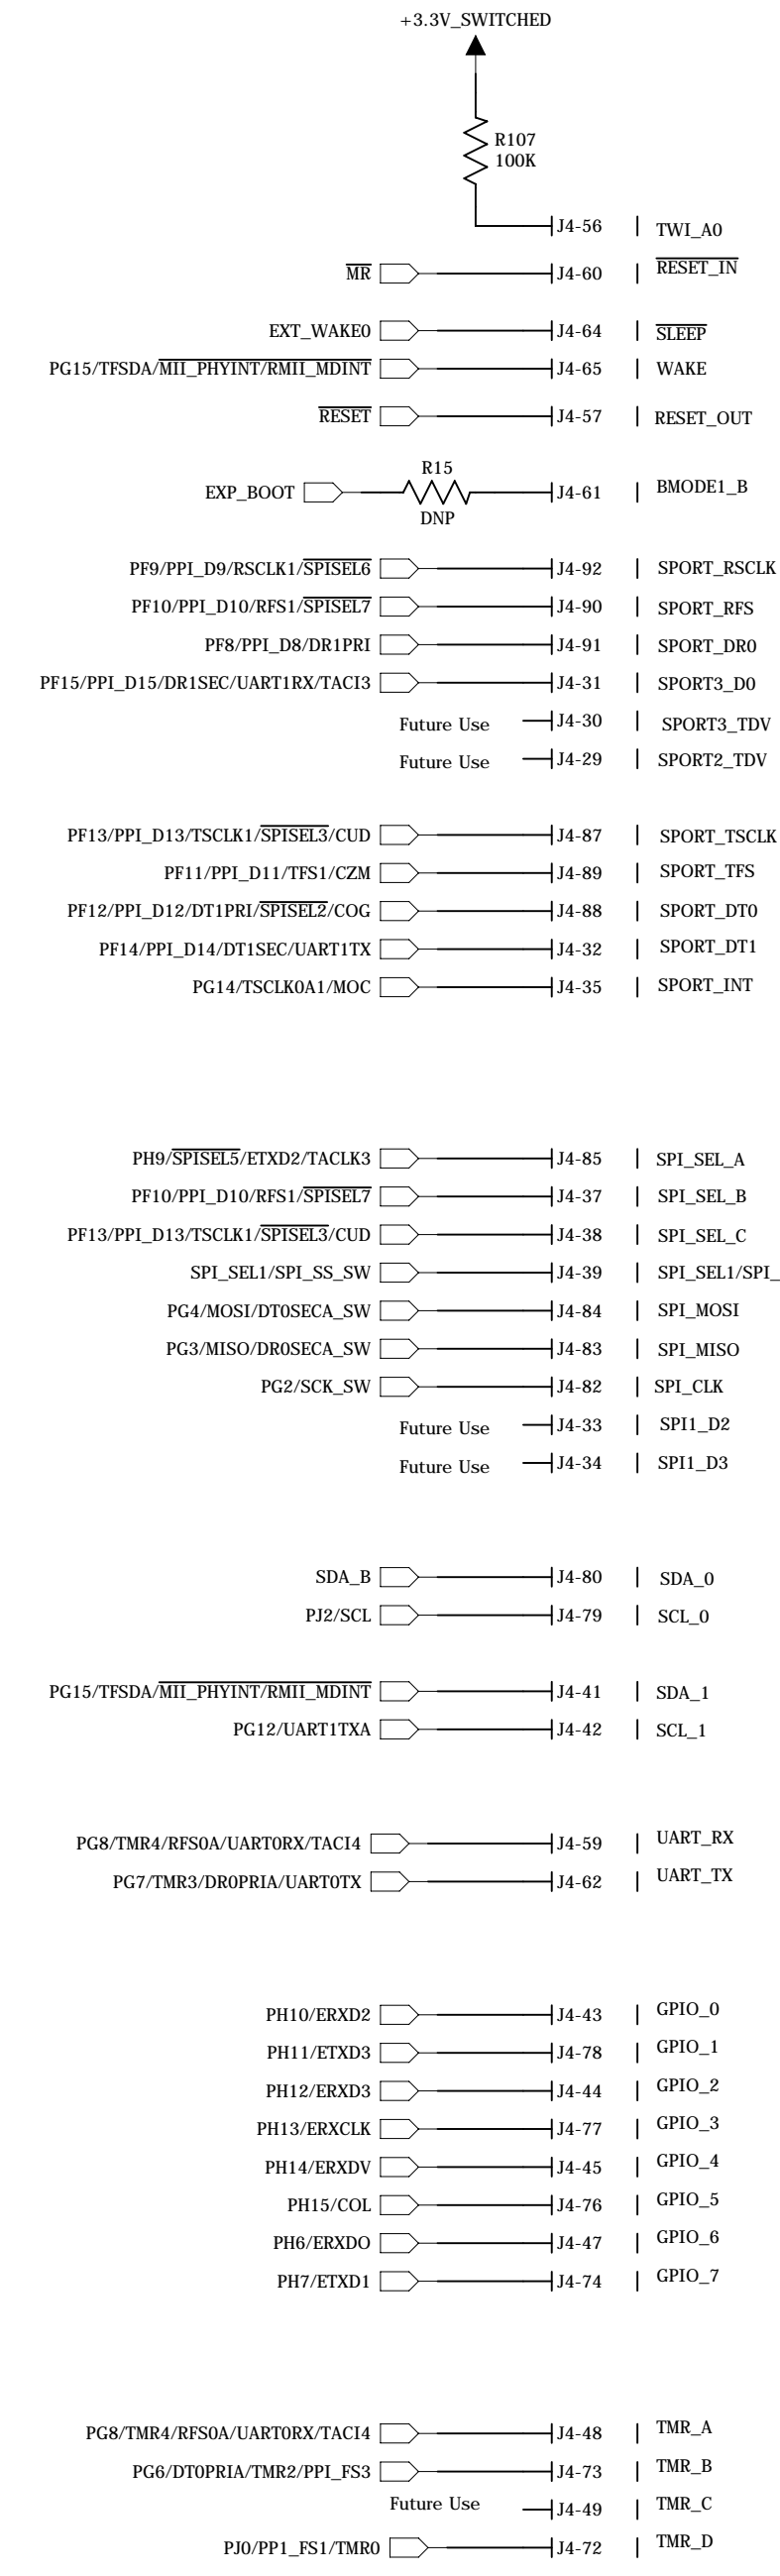 +3.3V_SWITCHED
R107
100K
J4-56 TWI_A0
MR J4-60 RESET_IN
EXT_WAKE0 J4-64 SLEEP
PG15/TFSDA/MII_PHYINT/RMII_MDINT J4-65 WAKE
RESET J4-57 RESET_OUT
R15
EXP_BOOT J4-61 BMODE1_B
DNP
PF9/PPI_D9/RSCLK1/SPISEL6 J4-92 SPORT_RSCLK
PF10/PPI_D10/RFS1/SPISEL7 J4-90 SPORT_RFS
PF8/PPI_D8/DR1PRI J4-91 SPORT_DR0
PF15/PPI_D15/DR1SEC/UART1RX/TACI3 J4-31 SPORT3_D0
Future Use J4-30 SPORT3_TDV
Future Use J4-29 SPORT2_TDV
PF13/PPI_D13/TSCLK1/SPISEL3/CUD J4-87 SPORT_TSCLK
PF11/PPI_D11/TFS1/CZM J4-89 SPORT_TFS
PF12/PPI_D12/DT1PRI/SPISEL2/COG J4-88 SPORT_DT0
PF14/PPI_D14/DT1SEC/UART1TX J4-32 SPORT_DT1
PG14/TSCLK0A1/MOC J4-35 SPORT_INT
PH9/SPISEL5/ETXD2/TACLK3 J4-85 SPI_SEL_A
PF10/PPI_D10/RFS1/SPISEL7 J4-37 SPI_SEL_B
PF13/PPI_D13/TSCLK1/SPISEL3/CUD J4-38 SPI_SEL_C
SPI_SEL1/SPI_SS_SW J4-39 SPI_SEL1/SPI_
PG4/MOSI/DT0SECA_SW J4-84 SPI_MOSI
PG3/MISO/DR0SECA_SW J4-83 SPI_MISO
PG2/SCK_SW J4-82 SPI_CLK
Future Use J4-33 SPI1_D2
Future Use J4-34 SPI1_D3
SDA_B J4-80 SDA_0
PJ2/SCL J4-79 SCL_0
PG15/TFSDA/MII_PHYINT/RMII_MDINT J4-41 SDA_1
PG12/UART1TXA J4-42 SCL_1
PG8/TMR4/RFS0A/UART0RX/TACI4 J4-59 UART_RX
PG7/TMR3/DR0PRIA/UART0TX J4-62 UART_TX
PH10/ERXD2 J4-43 GPIO_0
PH11/ETXD3 J4-78 GPIO_1
PH12/ERXD3 J4-44 GPIO_2
PH13/ERXCLK J4-77 GPIO_3
PH14/ERXDV J4-45 GPIO_4
PH15/COL J4-76 GPIO_5
PH6/ERXDO J4-47 GPIO_6
PH7/ETXD1 J4-74 GPIO_7
PG8/TMR4/RFS0A/UART0RX/TACI4 J4-48 TMR_A
PG6/DT0PRIA/TMR2/PPI_FS3 J4-73 TMR_B
Future Use J4-49 TMR_C
PJ0/PP1_FS1/TMR0 J4-72 TMR_D